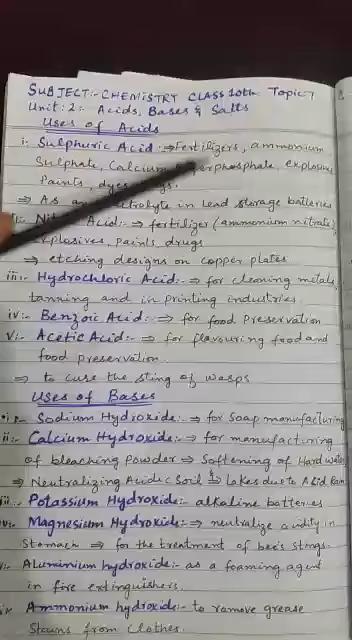 SUBJECT:- CHEMISTRY CLASS 10th Topic 7
Unit: 2:- Acids, Bases & Salts
Uses of Acids
i. Sulphuric Acid:⇒ Fertilizers, ammonium
Sulphate, Calcium explosive
Paints, dyes
⇒ As an electrolyte in Lead storage batteries
Acid:- ⇒ fertilizer (ammonium nitrate)
explosives, paints, drugs
⇒ etching designs on copper plates
iii:- Hydrochloric Acid:- ⇒ for cleaning metals,
tanning and in printing industries.
iv:- Benzoic Acid:- ⇒ for food Preservation
v:- Acetic Acid:- ⇒ for flavouring food and
food preservation.
⇒ to cure the sting of wasps
Uses of Bases
i:- Sodium Hydroxide:- ⇒ for Soap manufacturing
ii:- Calcium Hydroxide:- ⇒ for manufacturing
of bleaching Powder ⇒ Softening of Hard water
⇒ Neutralizing Acidic Soil & Lakes due to Acid Rain
iii:- Potassium Hydroxide:- alkaline batteries
iv:- Magnesium Hydroxide:- ⇒ neutralize acidity in
Stomach ⇒ for the treatment of bee's stings.
v:- Aluminium hydroxide:- as a foaming agent
in fire extinguishers.
Ammonium hydroxide:- to remove grease
Stains from clothes.